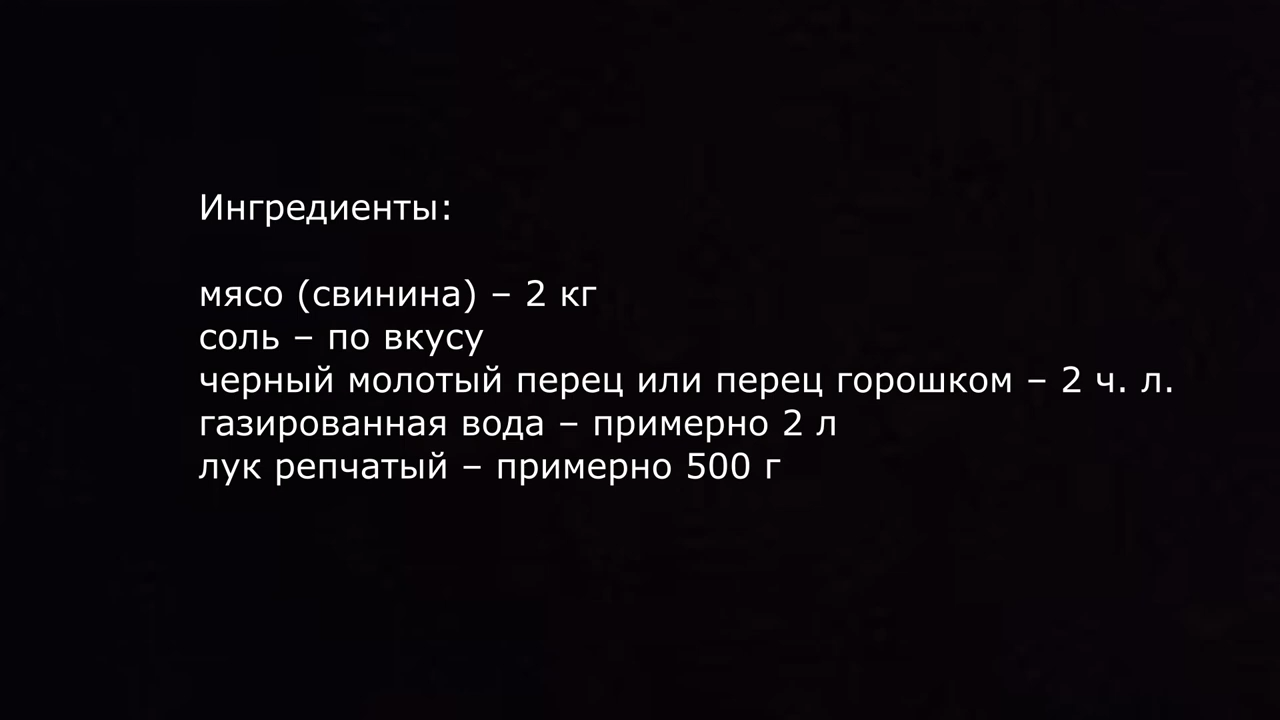 Ингредиенты:
мясо (свинина) – 2 кг
соль – по вкусу
черный молотый перец или перец горошком – 2 ч. л.
газированная вода – примерно 2 л
лук репчатый – примерно 500 г